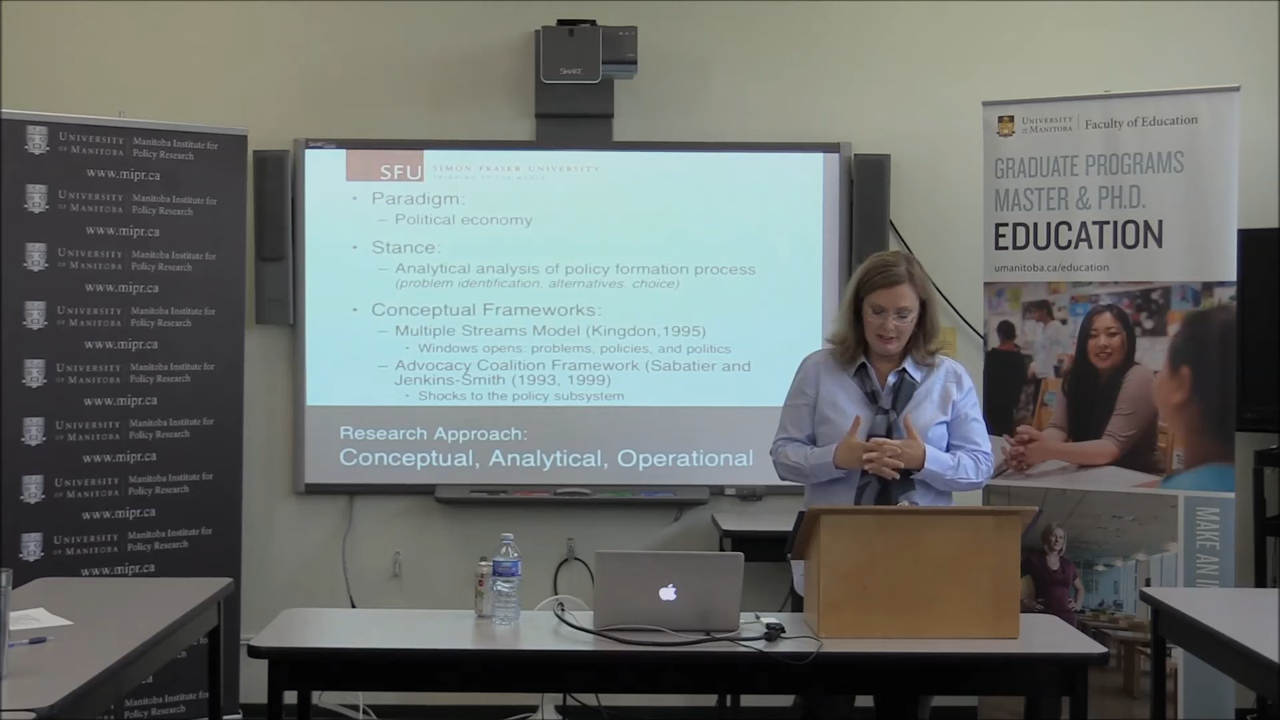 SMART
UNIVERSITY
OF MANITOBA
Manitoba Institute for
Policy Research
www.mipr.ca
UNIVERSITY
OF MANITOBA
Manitoba Institute for
Policy Research
www.mipr.ca
UNIVERSITY
OF MANITOBA
Manitoba Institute for
Policy Research
www.mipr.ca
UNIVERSITY
OF MANITOBA
Manitoba Institute for
Policy Research
www.mipr.ca
UNIVERSITY
OF MANITOBA
Manitoba Institute for
Policy Research
www.mipr.ca
UNIVERSITY
OF MANITOBA
Manitoba Institute for
Policy Research
www.mipr.ca
UNIVERSITY
OF MANITOBA
Manitoba Institute for
Policy Research
www.mipr.ca
UNIVERSITY
OF MANITOBA
Manitoba Institute for
Policy Research
www.mipr.ca
Manitoba Institute for
Policy Research
SFU SIMON FRASER UNIVERSITY
THINKING OF THE WORLD
• Paradigm:
– Political economy
• Stance:
– Analytical analysis of policy formation process
(problem identification, alternatives, choice)
• Conceptual Frameworks:
– Multiple Streams Model (Kingdon,1995)
• Windows opens: problems, policies, and politics
– Advocacy Coalition Framework (Sabatier and
Jenkins-Smith (1993, 1999)
• Shocks to the policy subsystem
Research Approach:
Conceptual, Analytical, Operational
UNIVERSITY
OF MANITOBA
Faculty of Education
GRADUATE PROGRAMS
MASTER & PH.D.
EDUCATION
umanitoba.ca/education
MAKE AN